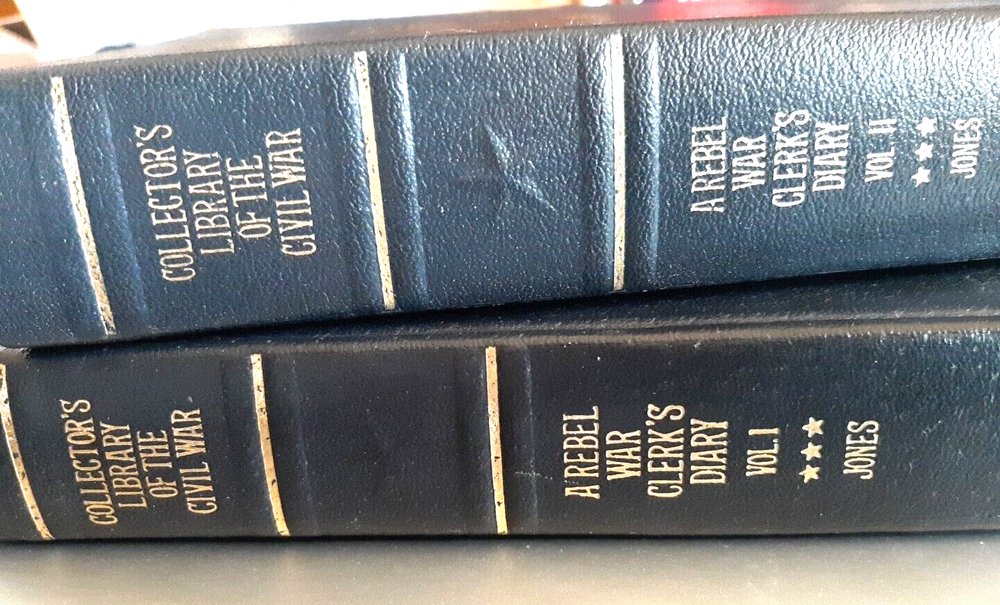 COLLECTOR'S
LIBRARY
OF THE
CIVIL WAR
A REBEL
WAR
CLERK'S
DIARY
VOL. II
JONES
COLLECTOR'S
LIBRARY
OF THE
CIVIL WAR
A REBEL
WAR
CLERK'S
DIARY
VOL. I
JONES